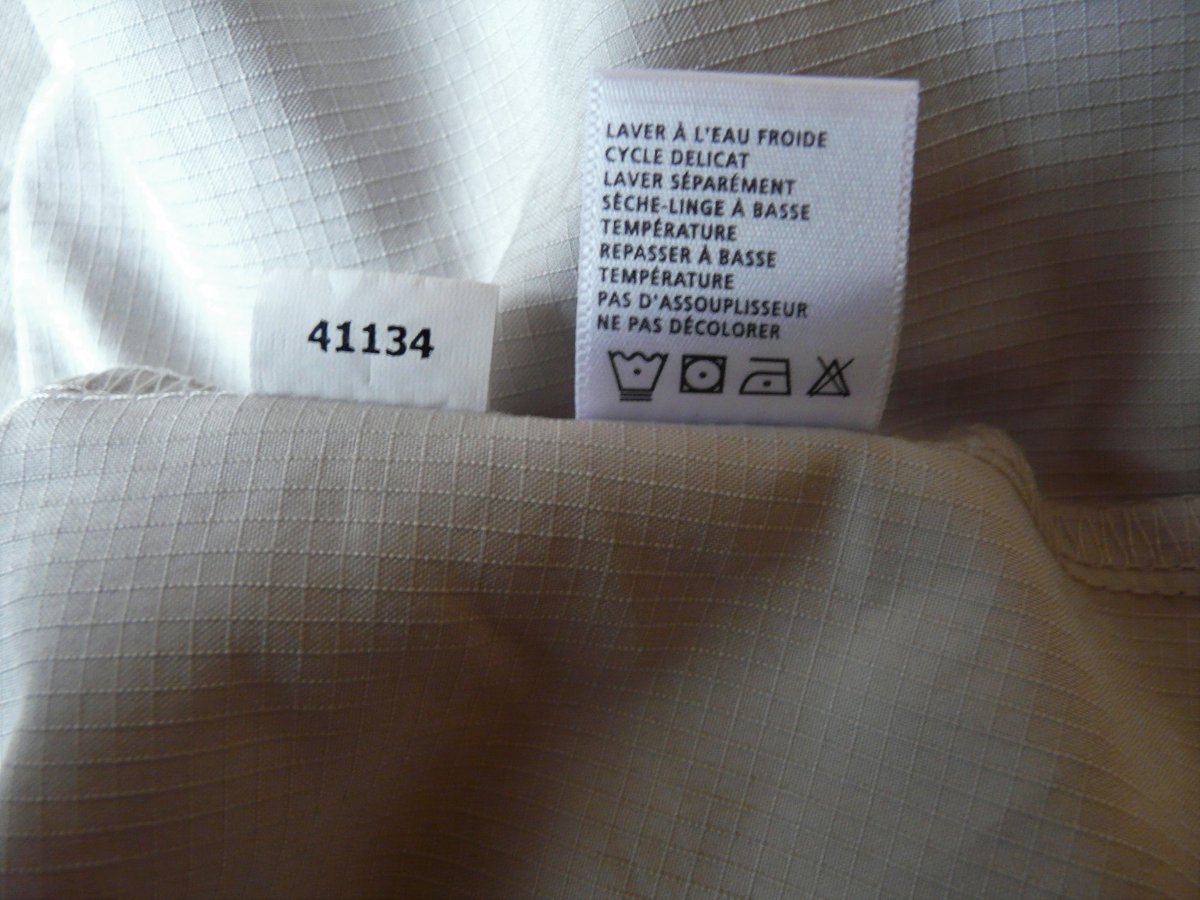 LAVER À L'EAU FROIDE
CYCLE DELICAT
LAVER SÉPARÉMENT
SÈCHE-LINGE À BASSE
TEMPÉRATURE
REPASSER À BASSE
TEMPÉRATURE
PAS D'ASSOUPLISSEUR
NE PAS DÉCOLORER
41134